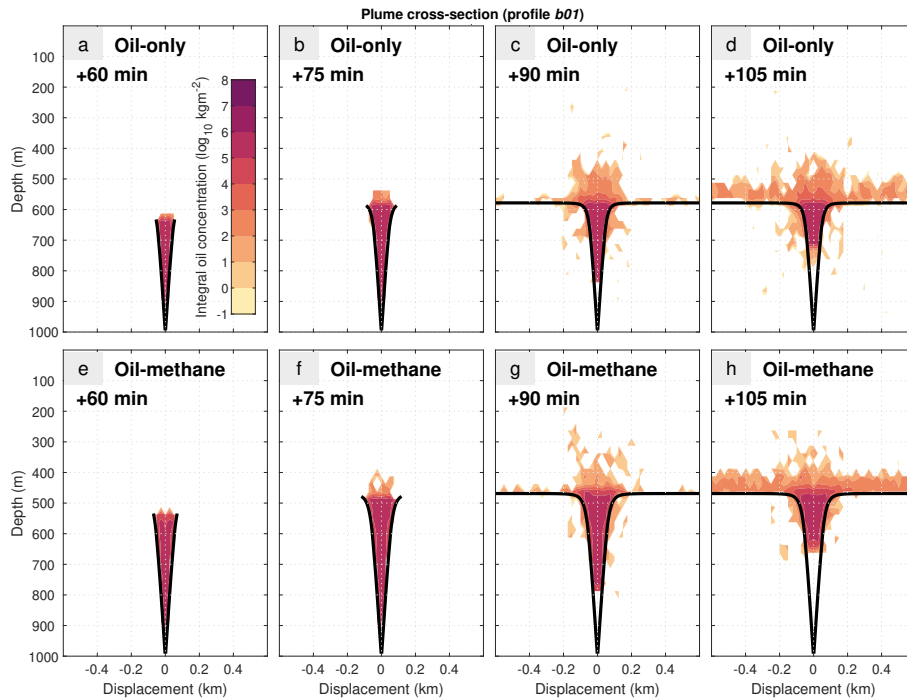 Plume cross-section (profile b01)
a Oil-only
+60 min
b Oil-only
+75 min
c Oil-only
+90 min
d Oil-only
+105 min
Depth (m)
100
200
300
400
500
600
700
800
900
1000
Integral oil concentration (log10 kgm-2)
8
7
6
5
4
3
2
1
0
-1
e Oil-methane
+60 min
f Oil-methane
+75 min
g Oil-methane
+90 min
h Oil-methane
+105 min
Depth (m)
100
200
300
400
500
600
700
800
900
1000
-0.4 -0.2 0 0.2 0.4
-0.4 -0.2 0 0.2 0.4
-0.4 -0.2 0 0.2 0.4
-0.4 -0.2 0 0.2 0.4
Displacement (km)
Displacement (km)
Displacement (km)
Displacement (km)